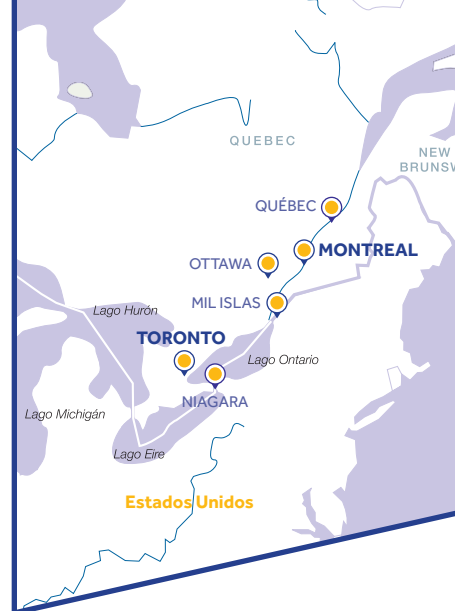 QUEBEC
NEW
BRUNSW
QUÉBEC
MONTREAL
OTTAWA
MIL ISLAS
Lago Hurón
TORONTO
Lago Ontario
NIAGARA
Lago Michigán
Lago Eire
Estados Unidos